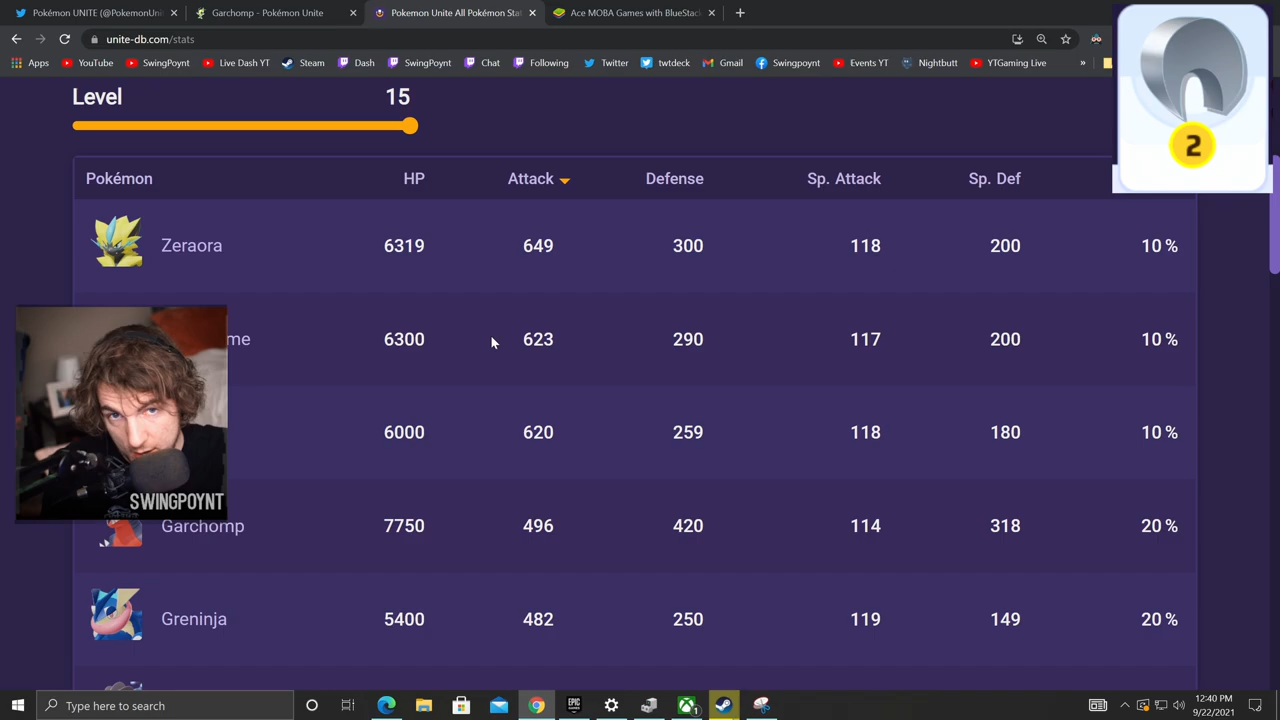 Pokémon UNITE (@PokemonUni
Garchomp - Pokémon Unite
Pokemon Unite All Pokémon Sta
Ace MOBA Games with BlueStack
unite-db.com/stats
Apps YouTube SwingPoynt Live Dash YT Steam Dash SwingPoynt Chat Following Twitter twtdeck Gmail Swingpoynt Events YT Nightbutt YTGaming Live »
Level 15
2
Pokémon HP Attack Defense Sp. Attack Sp. Def
Zeraora 6319 649 300 118 200 10 %
me 6300 623 290 117 200 10 %
6000 620 259 118 180 10 %
SWINGPOYNT
Garchomp 7750 496 420 114 318 20 %
Greninja 5400 482 250 119 149 20 %
Type here to search
1
12:40 PM
9/22/2021